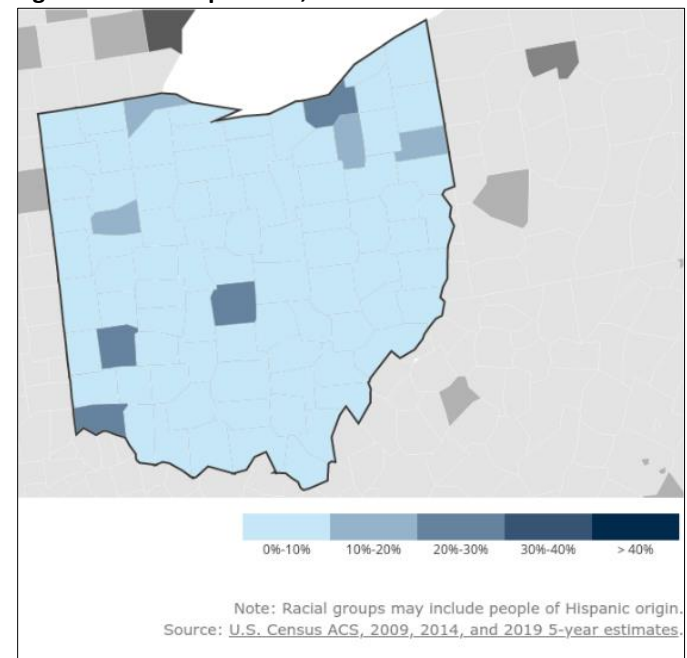 0%-10% 10%-20% 20%-30% 30%-40% > 40%
Note: Racial groups may include people of Hispanic origin.
Source: U.S. Census ACS, 2009, 2014, and 2019 5-year estimates.